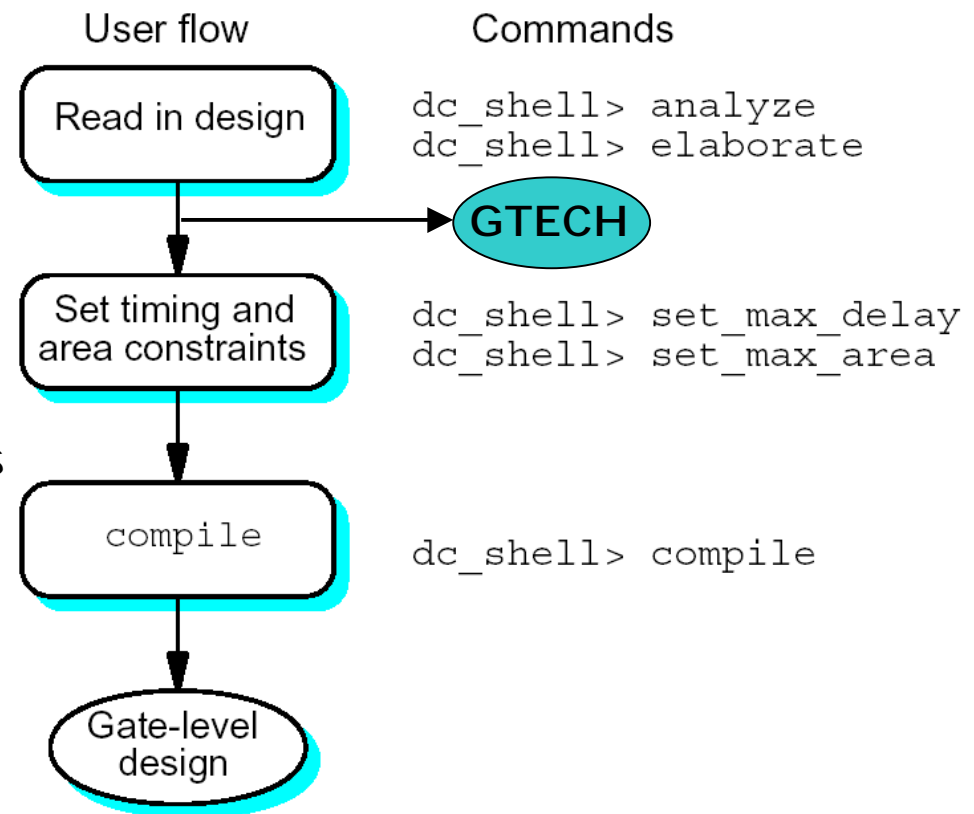 User flow
Commands
Read in design
dc_shell> analyze
dc_shell> elaborate
GTECH
Set timing and
area constraints
dc_shell> set_max_delay
dc_shell> set_max_area
s
compile
dc_shell> compile
Gate-level
design